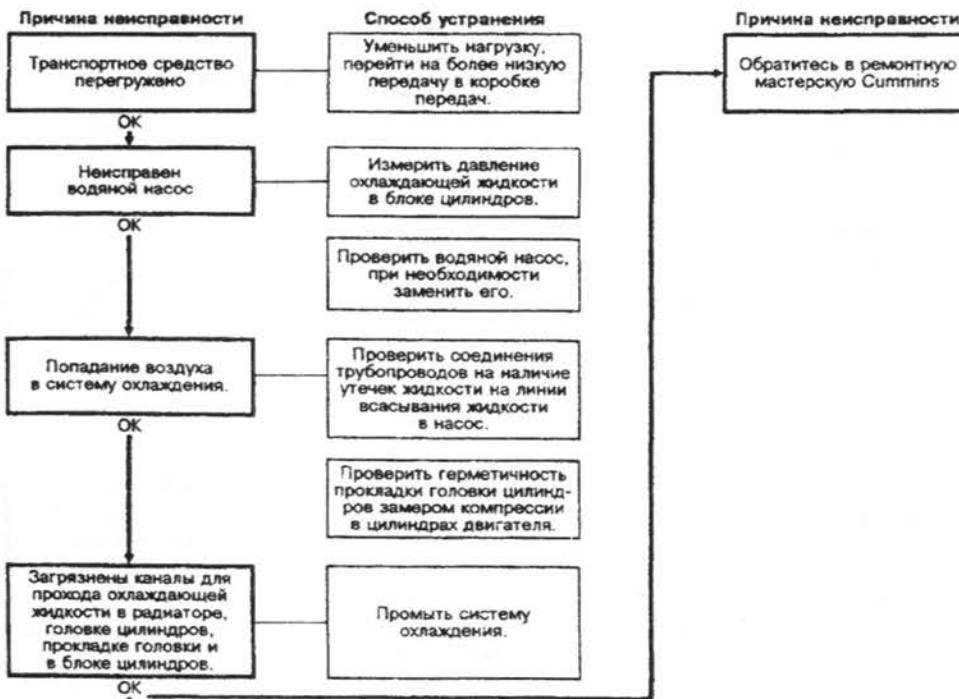 Причина неисправности
Способ устранения
Причина неисправности
Транспортное средство
перегружено
Уменьшить нагрузку,
перейти на более низкую
передачу в коробке
передач.
Обратитесь в ремонтную
мастерскую Cummins
OK
Неисправен
водяной насос
Измерить давление
охлаждающей жидкости
в блоке цилиндров.
OK
Проверить водяной насос,
при необходимости
заменить его.
Попадание воздуха
в систему охлаждения.
Проверить соединения
трубопроводов на наличие
утечек жидкости на линии
всасывания жидкости
в насос.
OK
Проверить герметичность
прокладки головки цилинд-
ров замером компрессии
в цилиндрах двигателя.
Загрязнены каналы для
прохода охлаждающей
жидкости в радиаторе,
головке цилиндров,
прокладке головки и
в блоке цилиндров.
Промыть систему
охлаждения.
OK